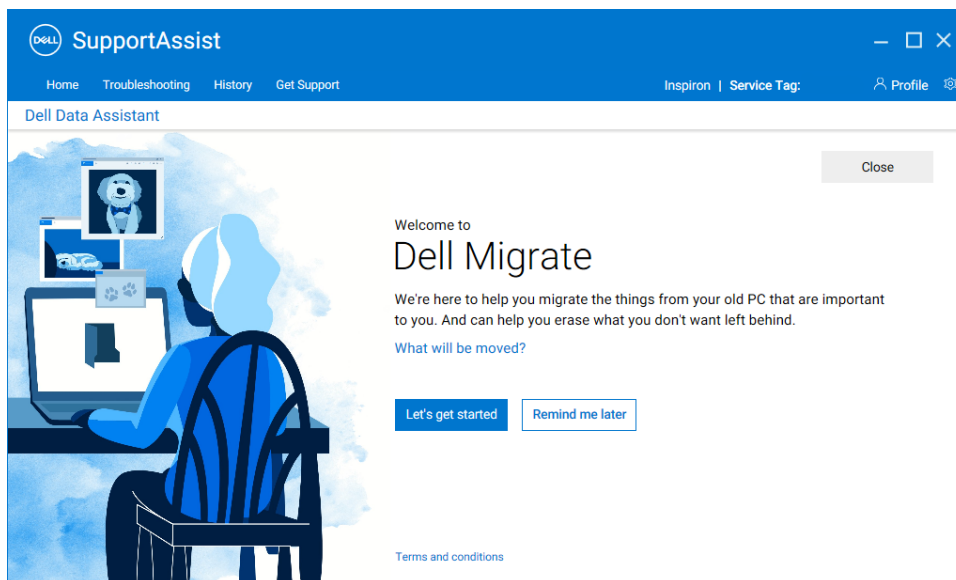 DELL SupportAssist
Home Troubleshooting History Get Support Inspiron | Service Tag: Profile
Dell Data Assistant
Close
Welcome to
Dell Migrate
We're here to help you migrate the things from your old PC that are important
to you. And can help you erase what you don't want left behind.
What will be moved?
Let's get started Remind me later
Terms and conditions